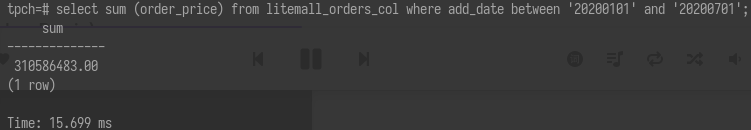 tpch=# select sum (order_price) from litemall_orders_col where add_date between '20200101' and '20200701';
sum
--------------
310586483.00
(1 row)
Time: 15.699 ms